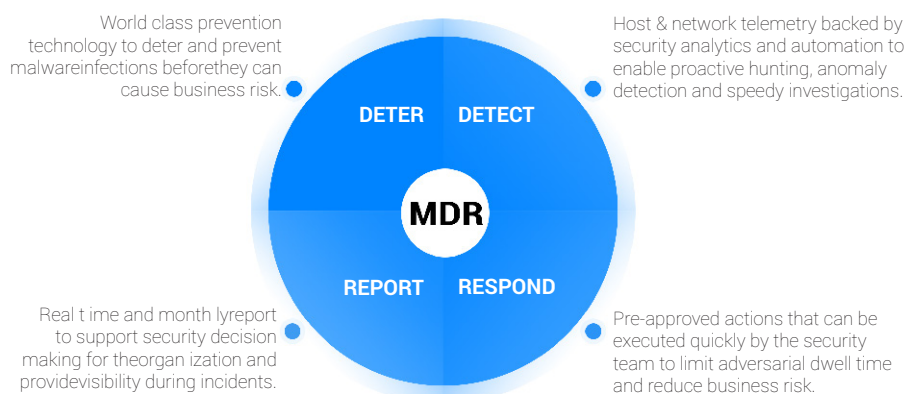 World class prevention
technology to deter and prevent
malwareinfections beforethey can
cause business risk.
Host & network telemetry backed by
security analytics and automation to
enable proactive hunting, anomaly
detection and speedy investigations.
DETER
DETECT
MDR
REPORT
RESPOND
Real t ime and month lyreport
to support security decision
making for theorgan ization and
providevisibility during incidents.
Pre-approved actions that can be
executed quickly by the security
team to limit adversarial dwell time
and reduce business risk.